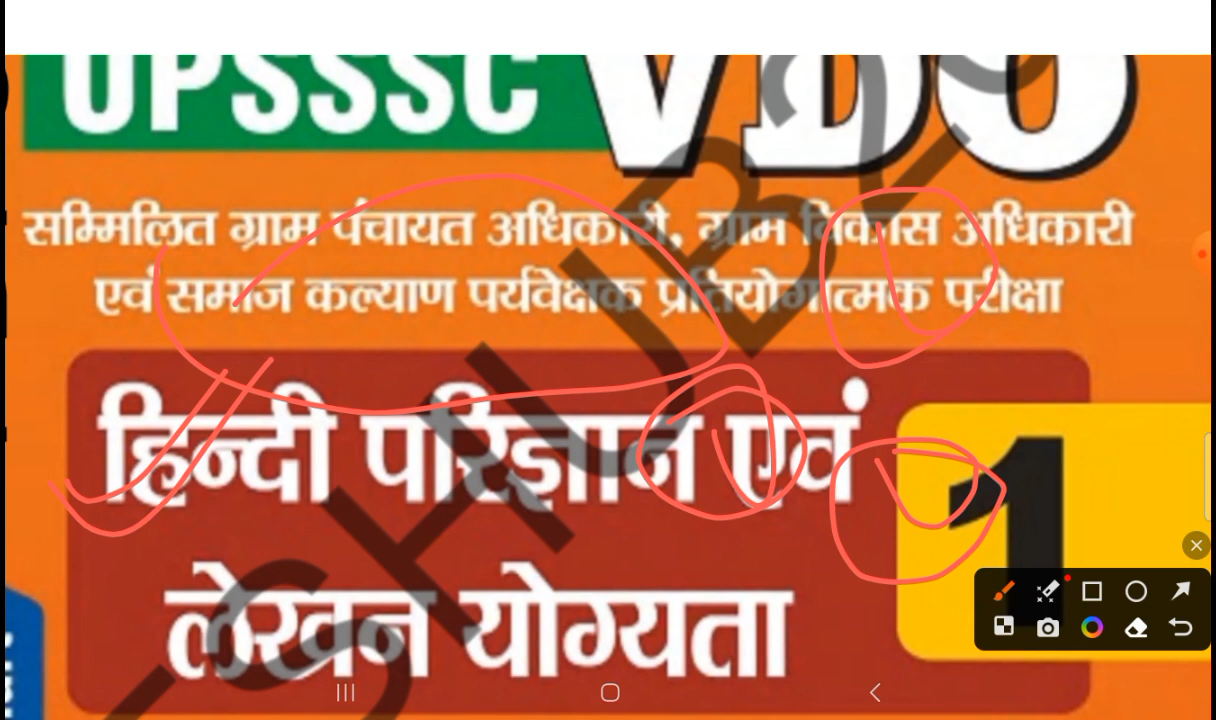 UPSSSC VDO
सम्मिलित ग्राम पंचायत अधिकारी, ग्राम विकास अधिकारी
एवं समाज कल्याण पर्यवेक्षक प्रतियोगात्मक परीक्षा
हिन्दी परिज्ञान एवं
लेखन योग्यता
1